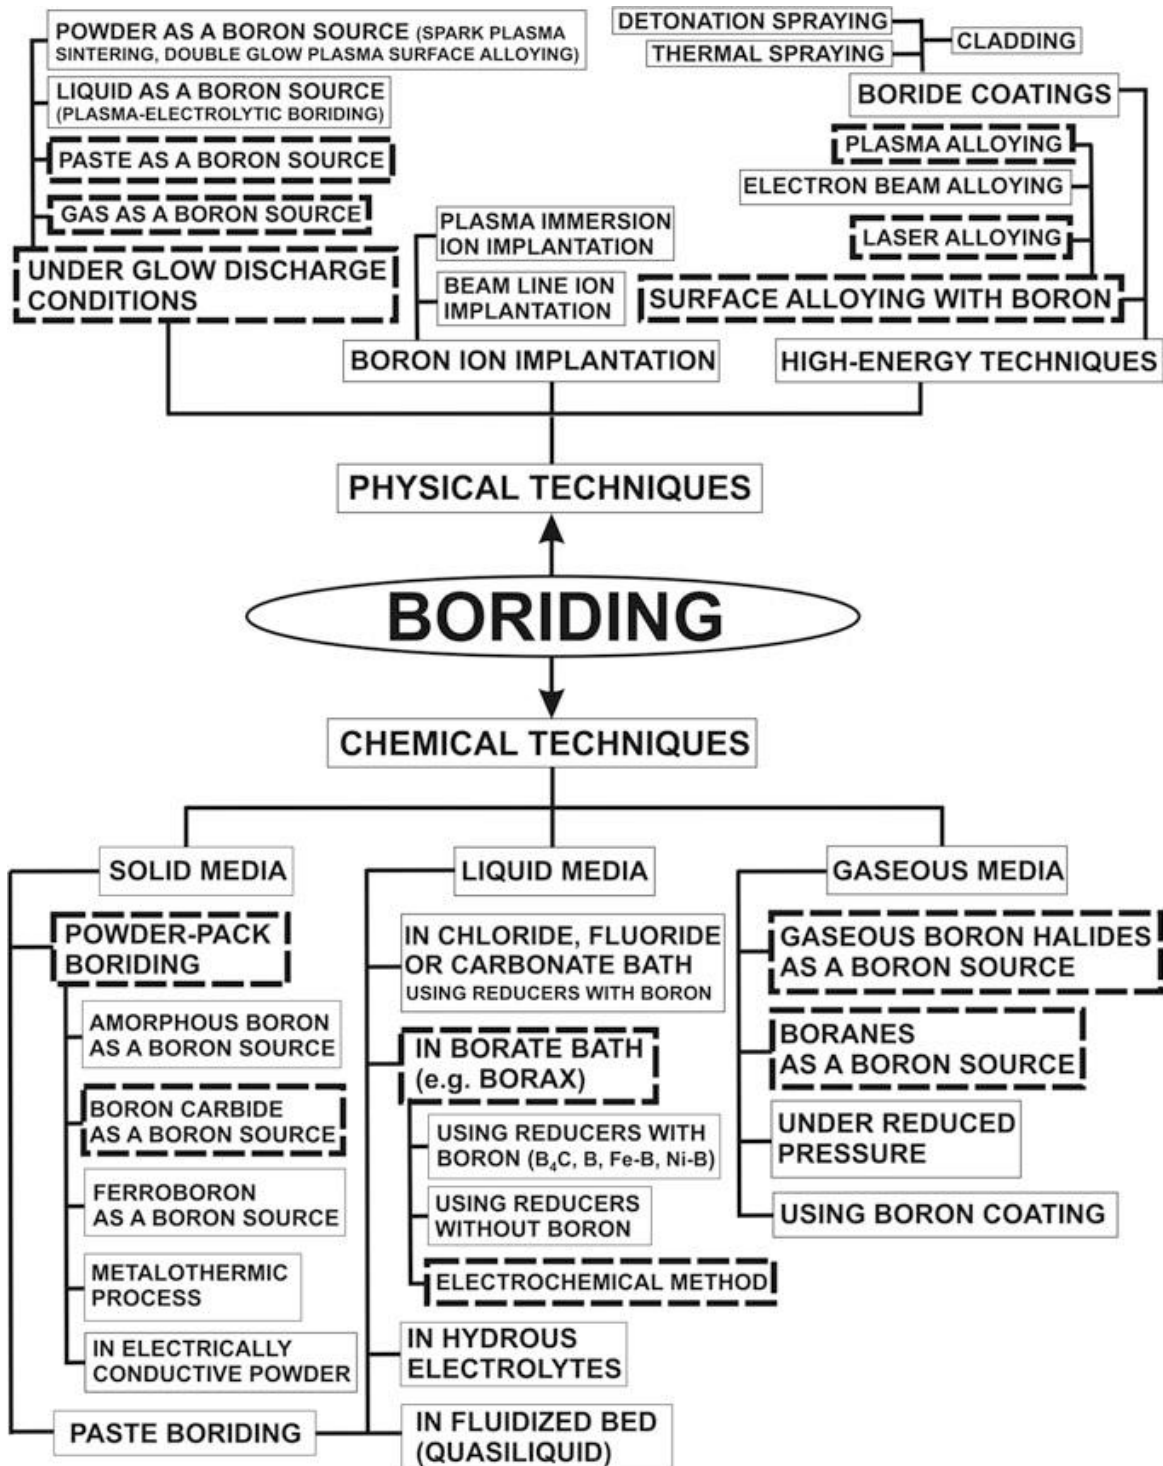 POWDER AS A BORON SOURCE (SPARK PLASMA
SINTERING, DOUBLE GLOW PLASMA SURFACE ALLOYING)
LIQUID AS A BORON SOURCE
(PLASMA-ELECTROLYTIC BORIDING)
PASTE AS A BORON SOURCE
GAS AS A BORON SOURCE
UNDER GLOW DISCHARGE
CONDITIONS
PLASMA IMMERSION
ION IMPLANTATION
BEAM LINE ION
IMPLANTATION
BORON ION IMPLANTATION
DETONATION SPRAYING
THERMAL SPRAYING
CLADDING
BORIDE COATINGS
PLASMA ALLOYING
ELECTRON BEAM ALLOYING
LASER ALLOYING
SURFACE ALLOYING WITH BORON
HIGH-ENERGY TECHNIQUES
PHYSICAL TECHNIQUES
BORIDING
CHEMICAL TECHNIQUES
SOLID MEDIA
POWDER-PACK
BORIDING
AMORPHOUS BORON
AS A BORON SOURCE
BORON CARBIDE
AS A BORON SOURCE
FERROBORON
AS A BORON SOURCE
METALOTHERMIC
PROCESS
IN ELECTRICALLY
CONDUCTIVE POWDER
PASTE BORIDING
LIQUID MEDIA
IN CHLORIDE, FLUORIDE
OR CARBONATE BATH
USING REDUCERS WITH BORON
IN BORATE BATH
(e.g. BORAX)
USING REDUCERS WITH
BORON (B₄C, B, Fe-B, Ni-B)
USING REDUCERS
WITHOUT BORON
ELECTROCHEMICAL METHOD
IN HYDROUS
ELECTROLYTES
IN FLUIDIZED BED
(QUASILIQUID)
GASEOUS MEDIA
GASEOUS BORON HALIDES
AS A BORON SOURCE
BORANES
AS A BORON SOURCE
UNDER REDUCED
PRESSURE
USING BORON COATING